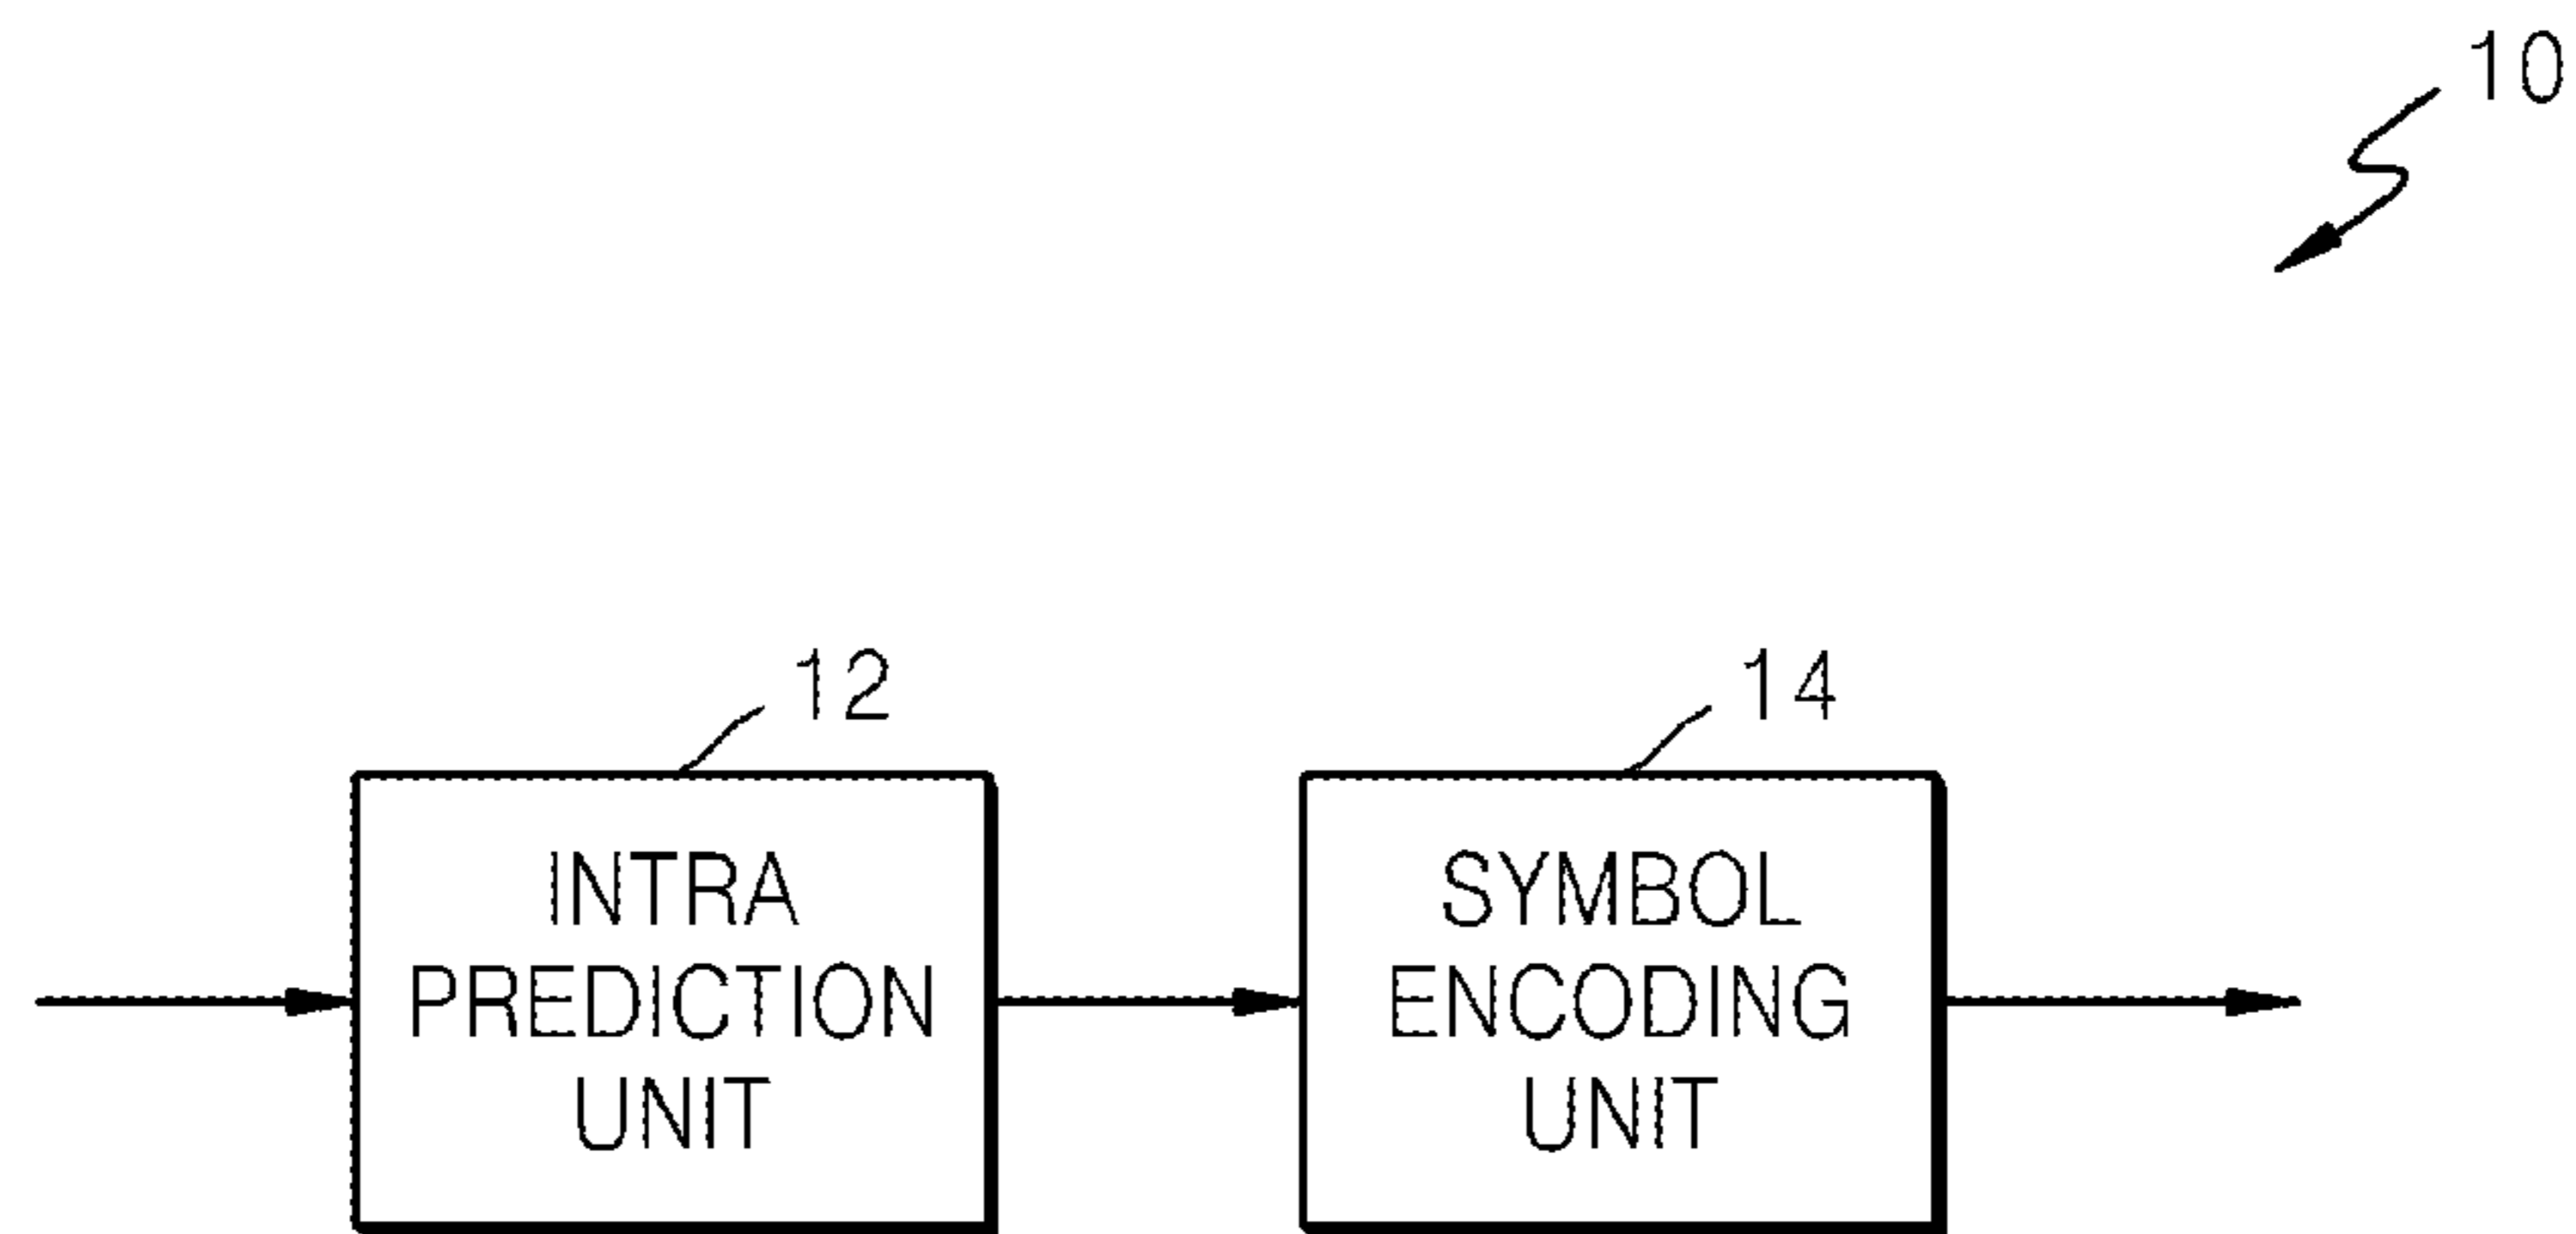 10
12
14
INTRA
PREDICTION
UNIT
SYMBOL
ENCODING
UNIT